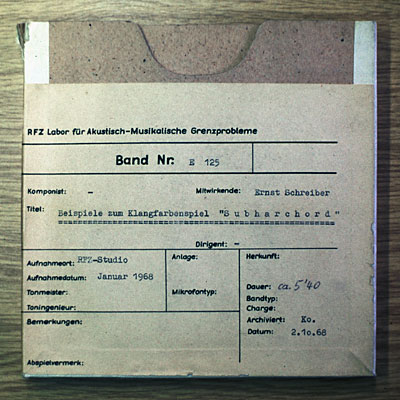 RFZ Labor für Akustisch-Musikalische Grenzprobleme
Band Nr: E 125
Komponist: - Mitwirkende: Ernst Schreiber
Titel: Beispiele zum Klangfarbenspiel "Subharchord"
Dirigent: -
Aufnahmeort: RFZ-Studio
Aufnahmedatum: Januar 1968
Tonmeister:
Toningenieur:
Anlage:
Mikrofontyp:
Herkunft:
Dauer: ca. 5'40
Bandtyp:
Charge:
Archiviert: Ko.
Datum: 2.10.68
Bemerkungen:
Abspielvermerk: